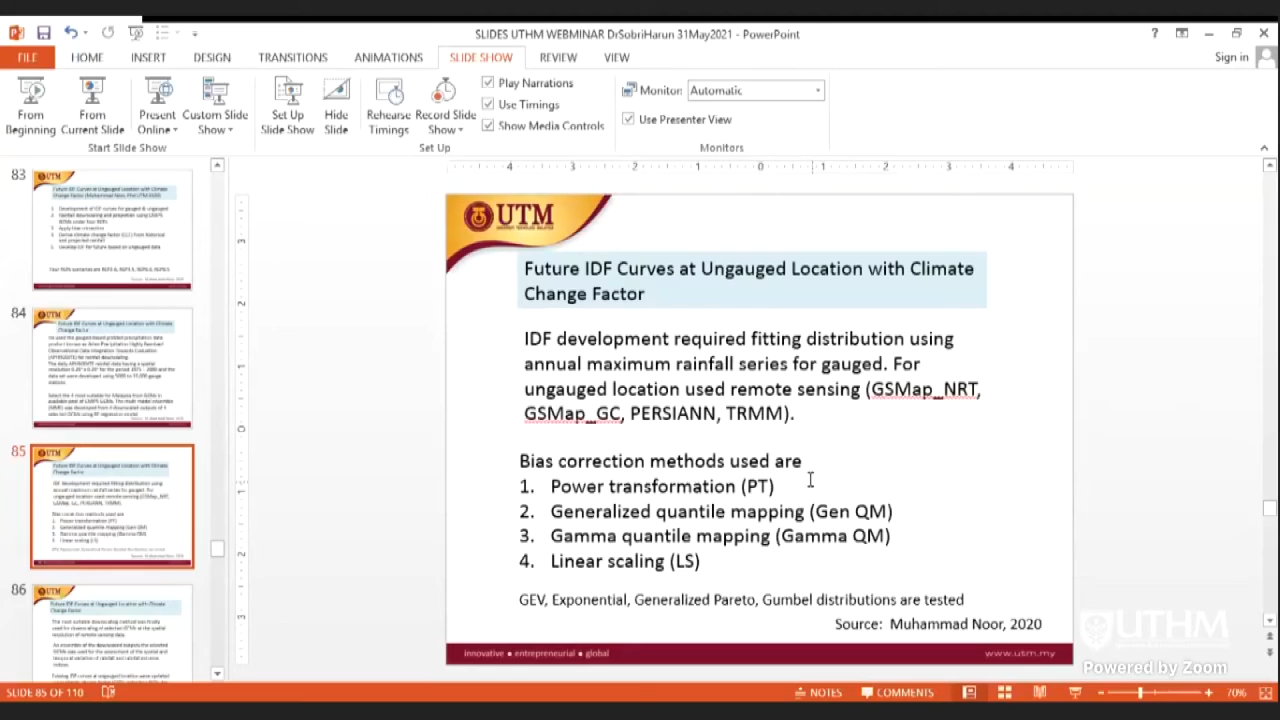 SLIDES UTHM WEBMINAR DrSobriHarun 31May2021 - PowerPoint
FILE HOME INSERT DESIGN TRANSITIONS ANIMATIONS SLIDE SHOW REVIEW VIEW Sign in
From Beginning
From Current Slide
Present Online
Custom Slide Show
Start Slide Show
Set Up Slide Show
Hide Slide
Rehearse Timings
Record Slide Show
Play Narrations
Use Timings
Show Media Controls
Set Up
Monitor: Automatic
Use Presenter View
Monitors
83
84
85
86
UTM
Future IDF Curves at Ungauged Location with Climate
Change Factor
IDF development required fitting distribution using
annual maximum rainfall series for gauged. For
ungauged location used remote sensing (GSMap_NRT,
GSMap_GC, PERSIANN, TRMM).
Bias correction methods used are
1. Power transformation (PT)
2. Generalized quantile mapping (Gen QM)
3. Gamma quantile mapping (Gamma QM)
4. Linear scaling (LS)
GEV, Exponential, Generalized Pareto, Gumbel distributions are tested
Source: Muhammad Noor, 2020
innovative ● entrepreneurial ● global
www.utm.my
UTHM
Powered by Zoom
SLIDE 85 OF 110 NOTES COMMENTS 70%